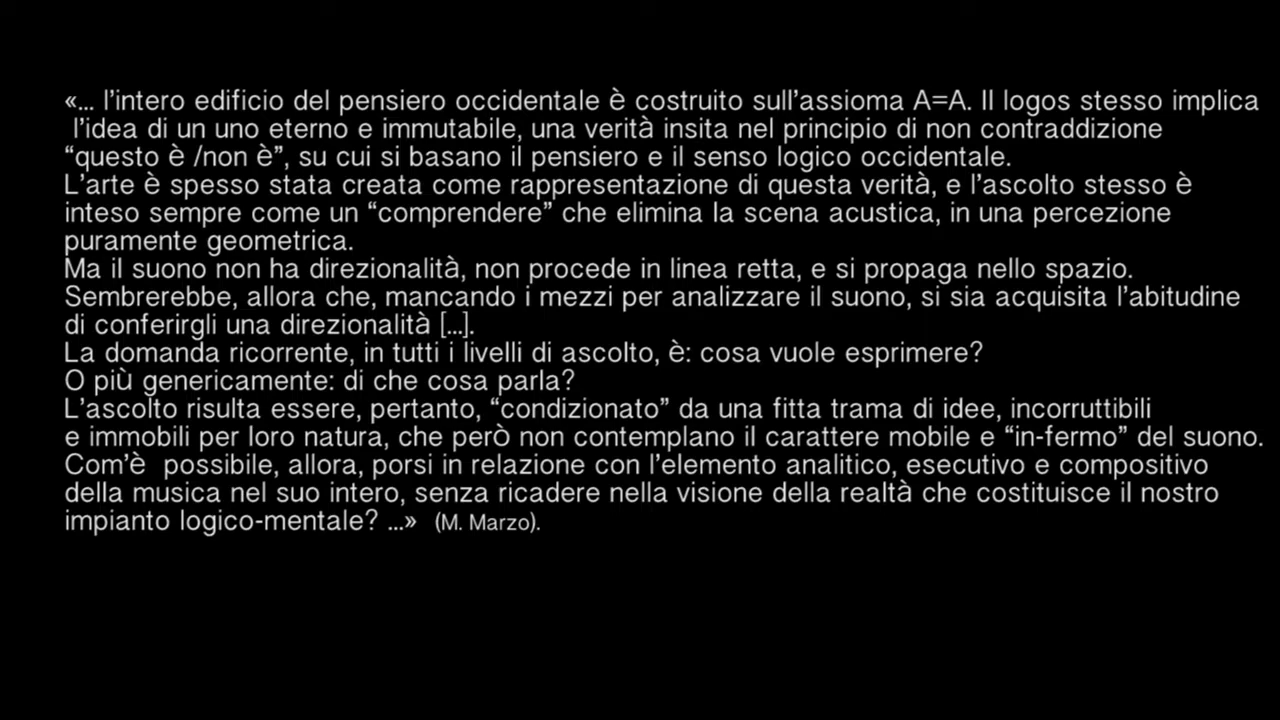 «... l’intero edificio del pensiero occidentale è costruito sull’assioma A=A. Il logos stesso implica
l’idea di un uno eterno e immutabile, una verità insita nel principio di non contraddizione
“questo è /non è”, su cui si basano il pensiero e il senso logico occidentale.
L’arte è spesso stata creata come rappresentazione di questa verità, e l’ascolto stesso è
inteso sempre come un “comprendere” che elimina la scena acustica, in una percezione
puramente geometrica.
Ma il suono non ha direzionalità, non procede in linea retta, e si propaga nello spazio.
Sembrerebbe, allora che, mancando i mezzi per analizzare il suono, si sia acquisita l’abitudine
di conferirgli una direzionalità [...].
La domanda ricorrente, in tutti i livelli di ascolto, è: cosa vuole esprimere?
O più genericamente: di che cosa parla?
L’ascolto risulta essere, pertanto, “condizionato” da una fitta trama di idee, incorruttibili
e immobili per loro natura, che però non contemplano il carattere mobile e “in-fermo” del suono.
Com’è possibile, allora, porsi in relazione con l’elemento analitico, esecutivo e compositivo
della musica nel suo intero, senza ricadere nella visione della realtà che costituisce il nostro
impianto logico-mentale? ...» (M. Marzo).